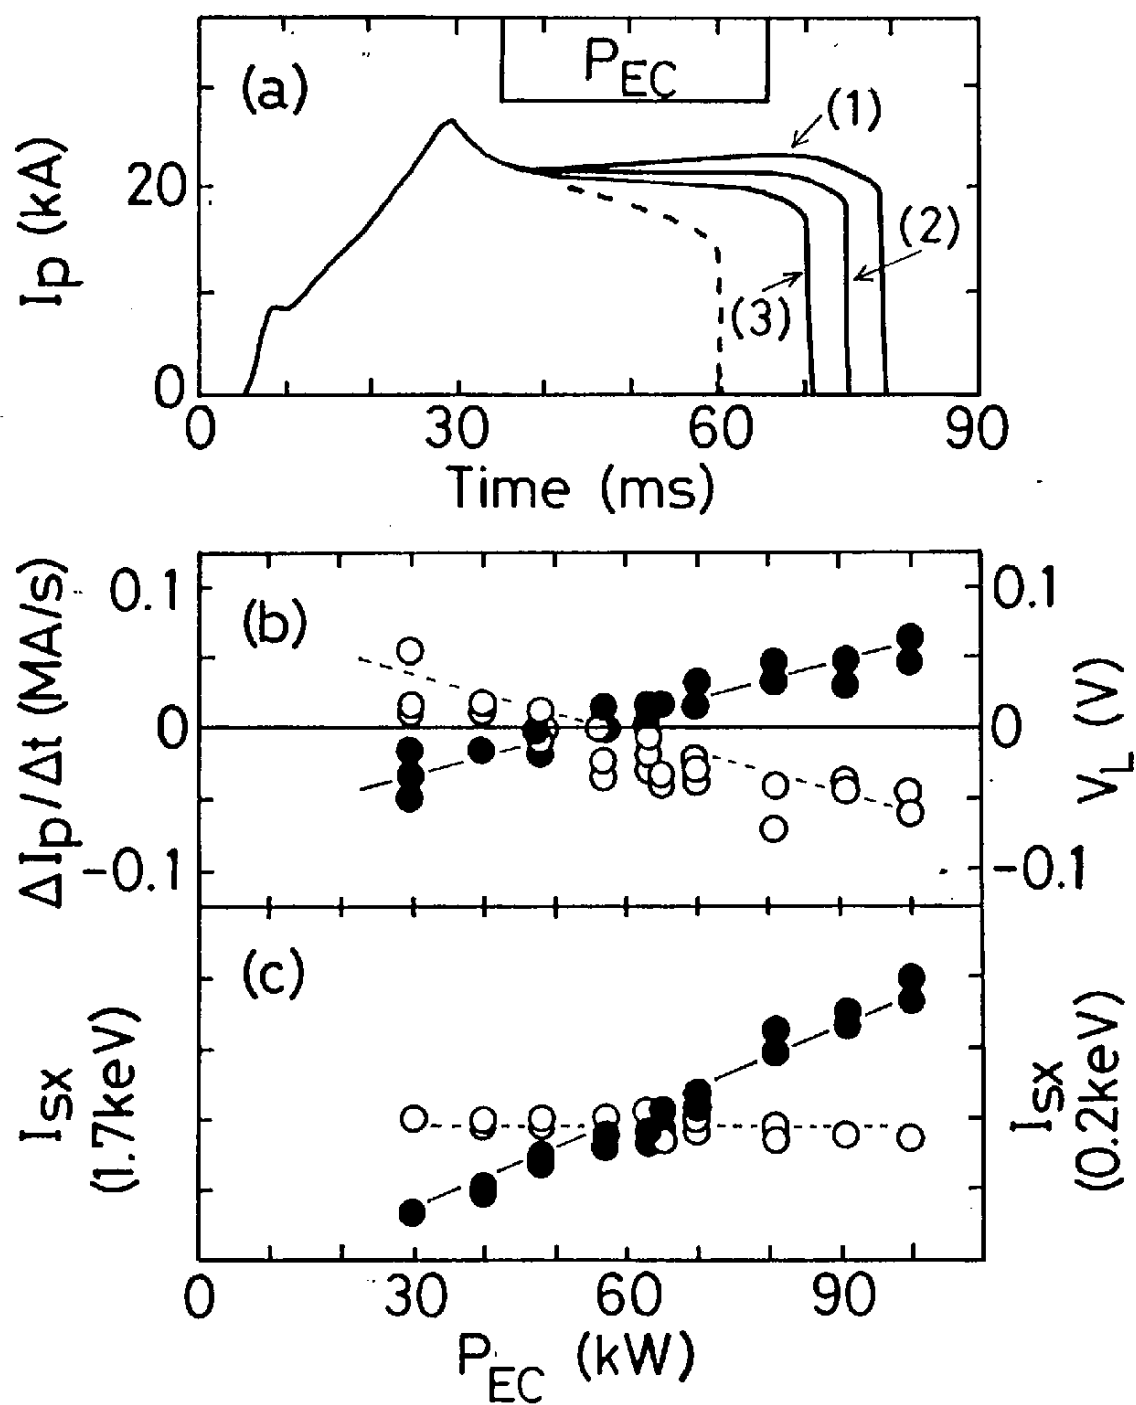 (a)
P_EC
(1)
(2)
(3)
I_p (kA)
20
0
0 30 60 90
Time (ms)
(b)
ΔI_p/Δt (MA/s)
0.1
0
-0.1
0.1
0
-0.1
V_L (V)
(c)
I_SX
(1.7keV)
I_SX
(0.2keV)
0 30 60 90
P_EC (kW)